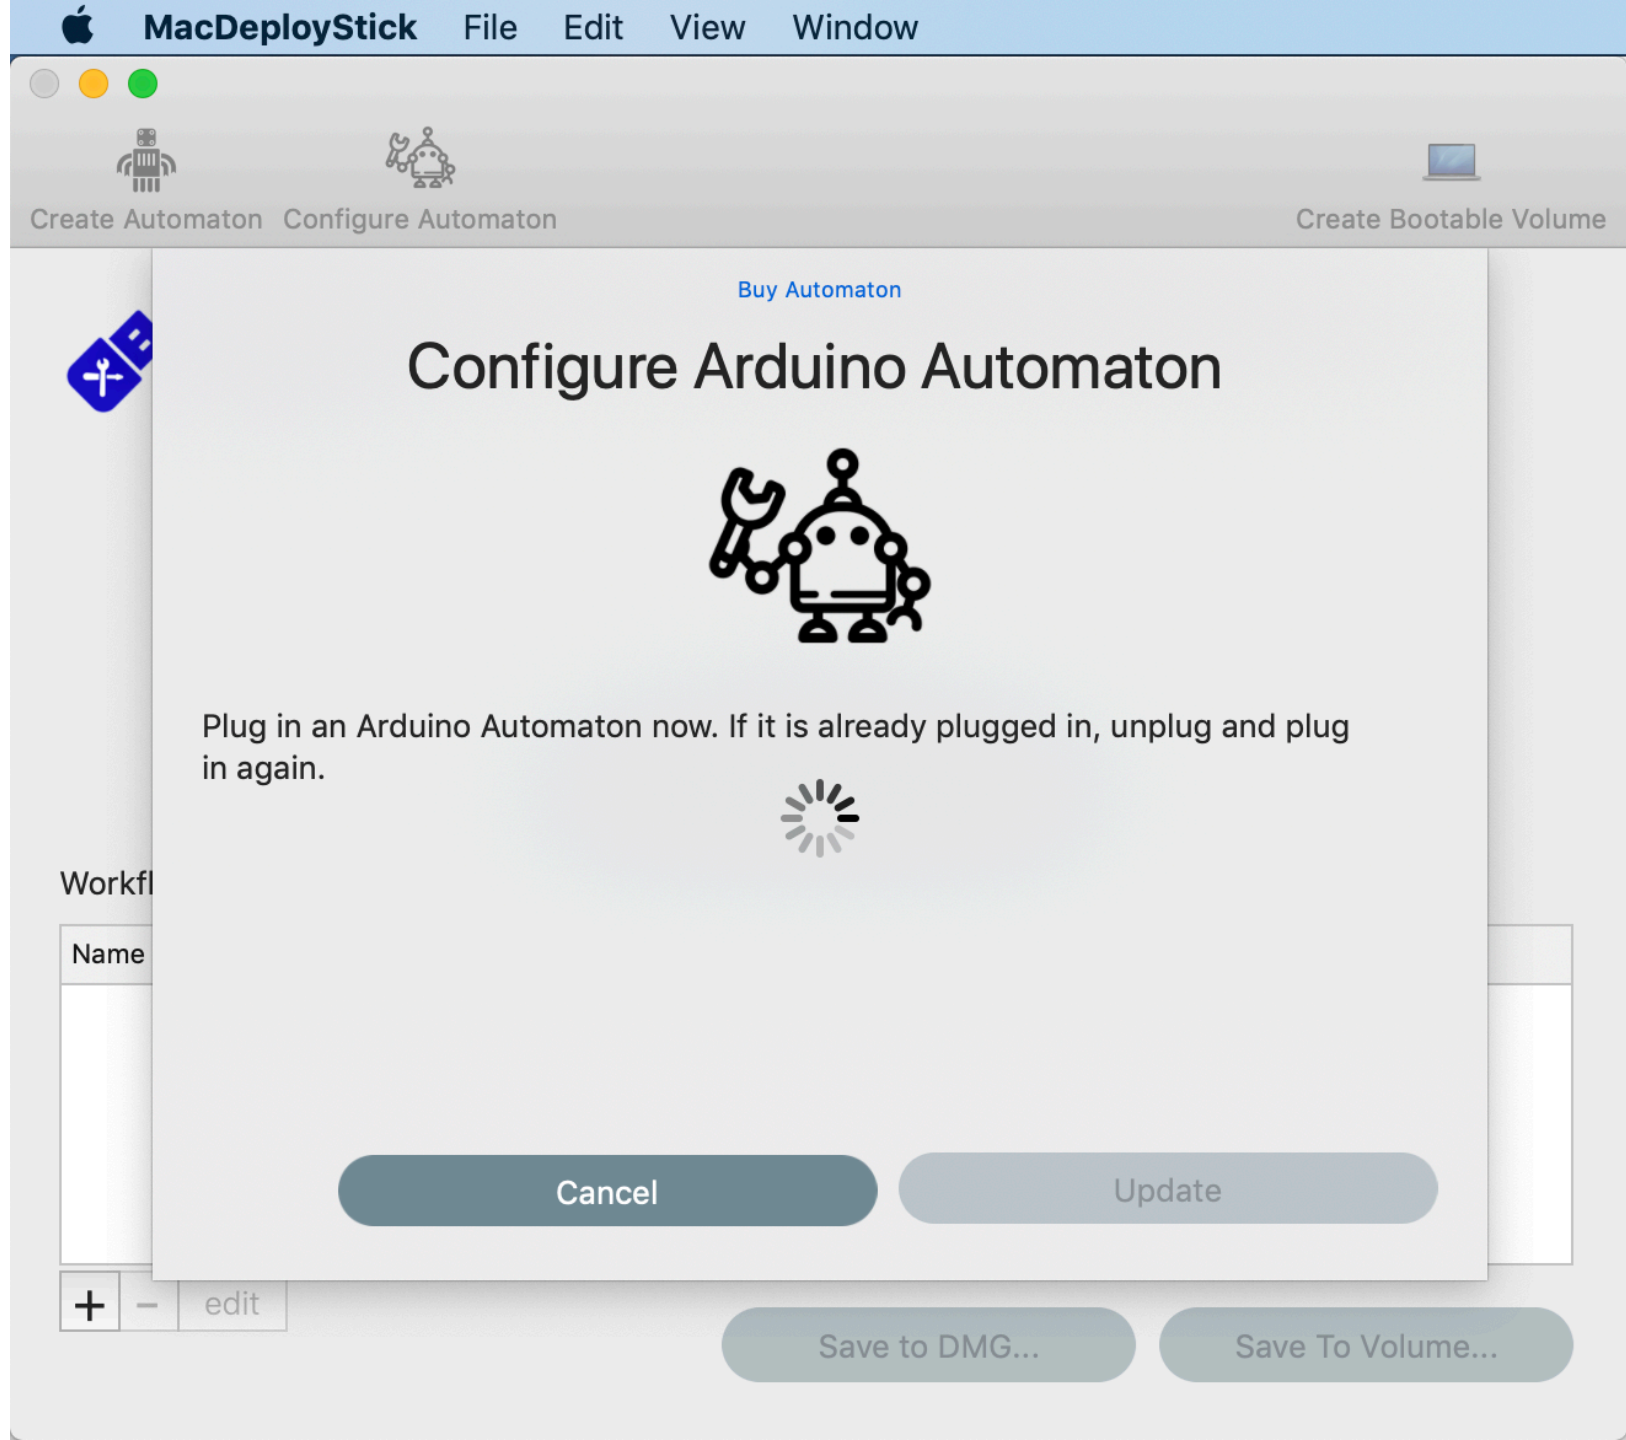 MacDeployStick File Edit View Window
Create Automaton Configure Automaton Create Bootable Volume
Buy Automaton
Configure Arduino Automaton
Plug in an Arduino Automaton now. If it is already plugged in, unplug and plug
in again.
Workfl
Name
Cancel Update
+ − edit
Save to DMG... Save To Volume...